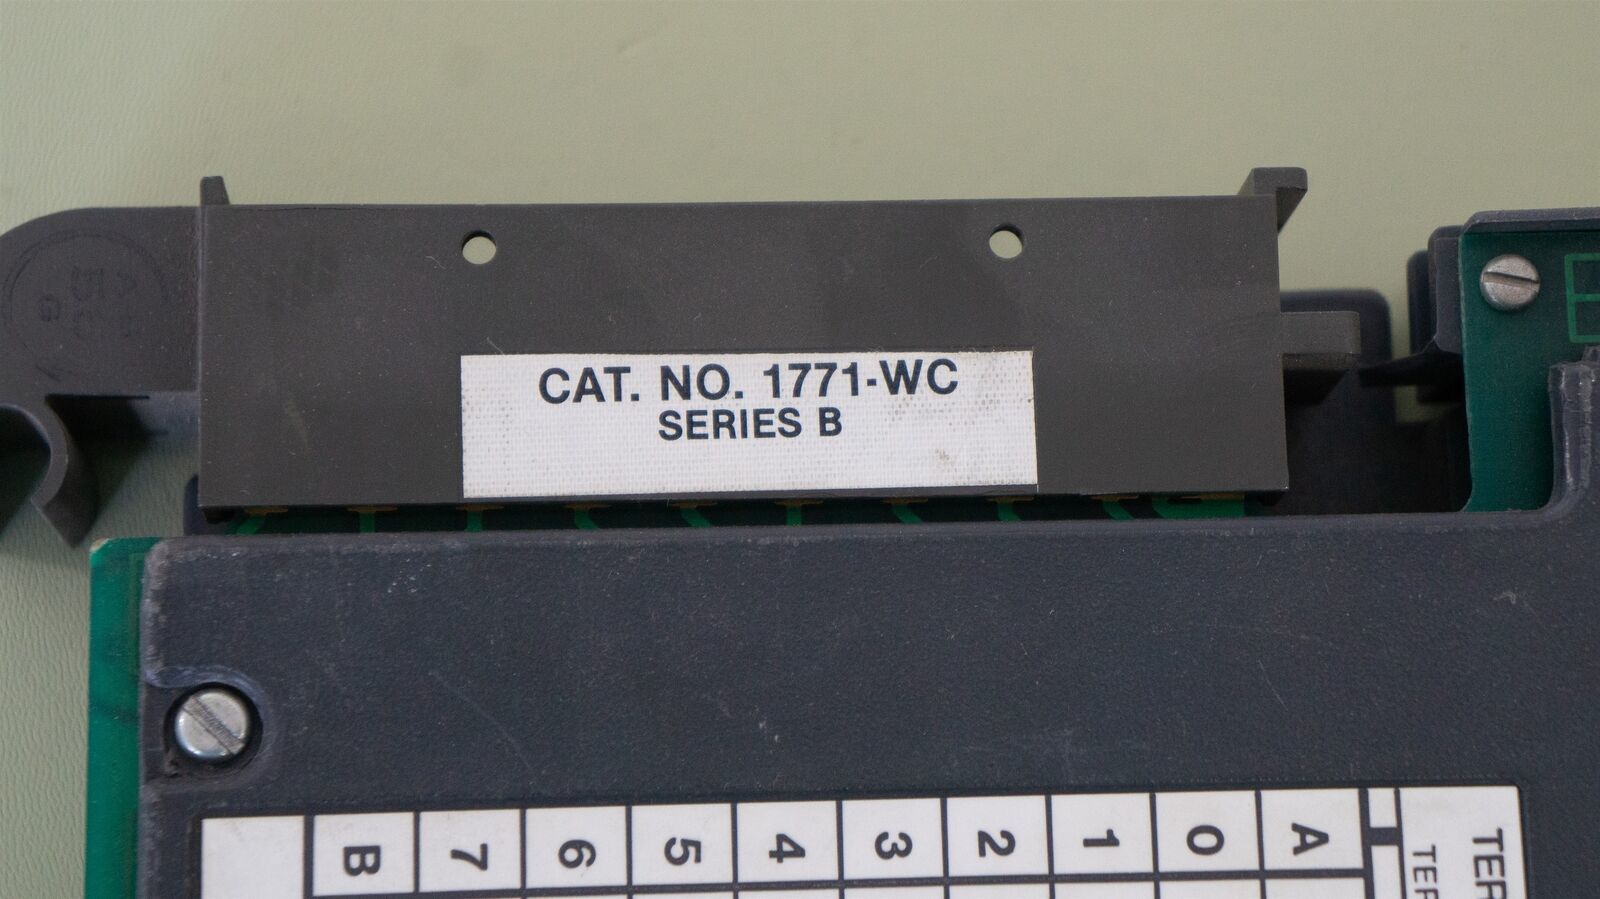 CAT. NO. 1771-WC
SERIES B
B 7 6 5 4 3 2 1 0 A
G